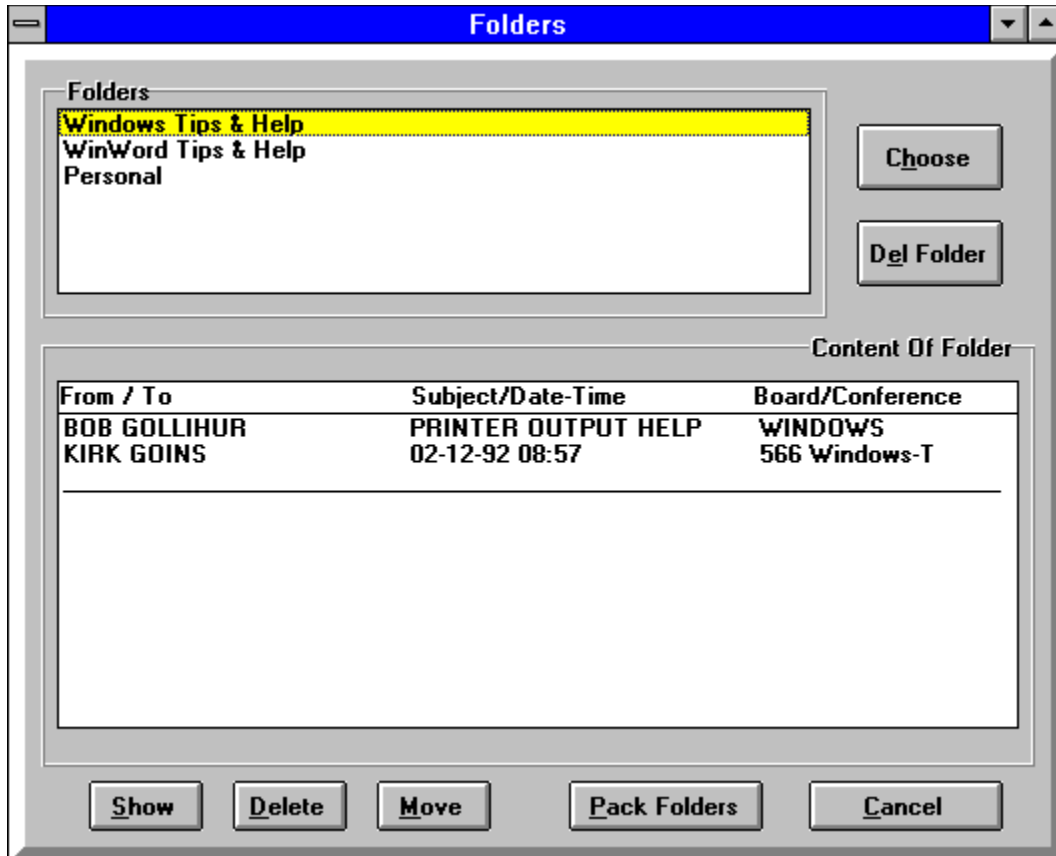 Folders
Folders
Windows Tips & Help
WinWord Tips & Help
Personal
Choose
Del Folder
Content Of Folder
From / To Subject/Date-Time Board/Conference
BOB GOLLIHUR PRINTER OUTPUT HELP WINDOWS
KIRK GOINS 02-12-92 08:57 566 Windows-T
Show Delete Move Pack Folders Cancel